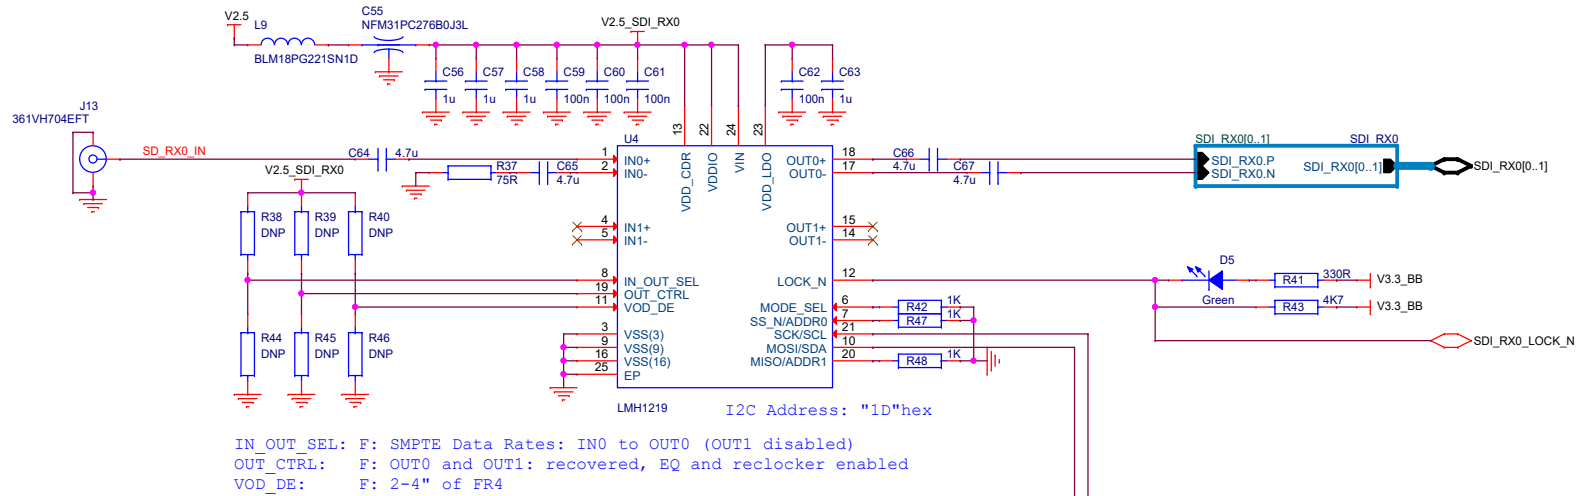 V2.5
L9
BLM18PG221SN1D
C55
NFM31PC276B0J3L
V2.5_SDI_RX0
C56
1u
C57
1u
C58
1u
C59
100n
C60
100n
C61
100n
C62
100n
C63
1u
J13
361VH704EFT
SD_RX0_IN
C64
4.7u
R37
75R
C65
4.7u
V2.5_SDI_RX0
R38
DNP
R39
DNP
R40
DNP
R44
DNP
R45
DNP
R46
DNP
U4
13
22
24
23
VDD_CDR
VDDIO
VIN
VDD_LDO
1 IN0+
2 IN0-
4 IN1+
5 IN1-
8 IN_OUT_SEL
19 OUT_CTRL
11 VOD_DE
3 VSS(3)
9 VSS(9)
16 VSS(16)
25 EP
OUT0+ 18
OUT0- 17
OUT1+ 15
OUT1- 14
LOCK_N 12
MODE_SEL 6
SS_N/ADDR0 7
SCK/SCL 21
MOSI/SDA 10
MISO/ADDR1 20
LMH1219
C66
4.7u
C67
4.7u
SDI_RX0[0..1]
SDI_RX0
SDI_RX0.P
SDI_RX0.N
SDI_RX0[0..1]
SDI_RX0[0..1]
D5
Green
R41
330R
V3.3_BB
R43
4K7
V3.3_BB
SDI_RX0_LOCK_N
R42
1K
R47
1K
R48
1K
I2C Address: "1D"hex
IN_OUT_SEL: F: SMPTE Data Rates: IN0 to OUT0 (OUT1 disabled)
OUT_CTRL: F: OUT0 and OUT1: recovered, EQ and reclocker enabled
VOD_DE: F: 2-4" of FR4